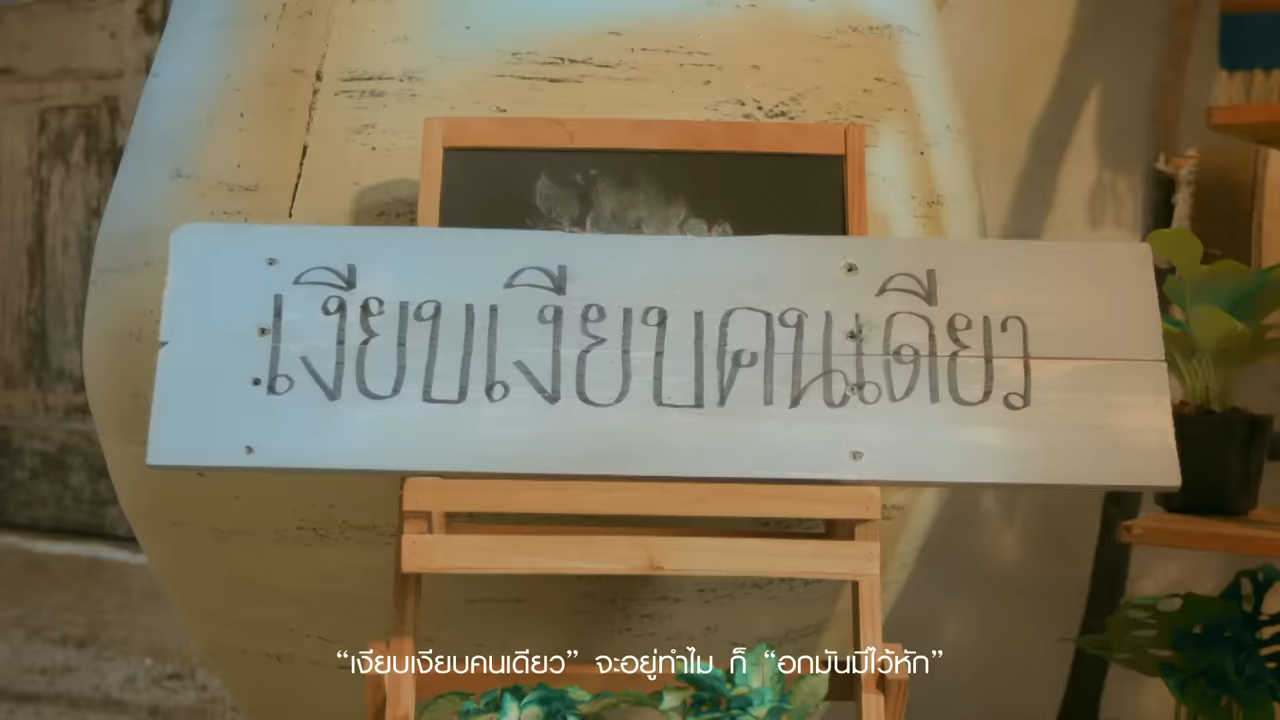 เงียบเงียบคนเดียว
“เงียบเงียบคนเดียว” จะอยู่ทำไม ก็ “อกมันมีไว้หัก”